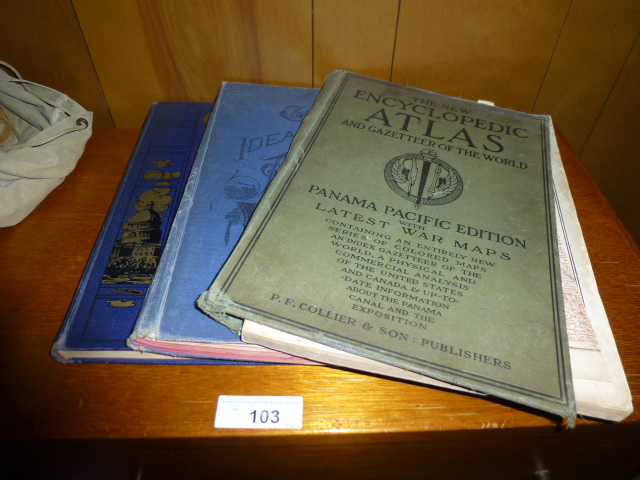 THE NEW
ENCYCLOPEDIC
ATLAS
AND GAZETTEER OF THE WORLD
PANAMA PACIFIC EDITION
WITH
LATEST WAR MAPS
CONTAINING AN ENTIRELY NEW
SERIES OF COLORED MAPS
AN INDEX GAZETTEER OF THE
WORLD, A PHYSICAL AND
COMMERCIAL ANALYSIS
OF THE UNITED STATES
AND CANADA & UP-TO-
DATE INFORMATION
ABOUT THE PANAMA
CANAL AND THE
EXPOSITION
P. F. COLLIER & SON : PUBLISHERS
IDEA
103